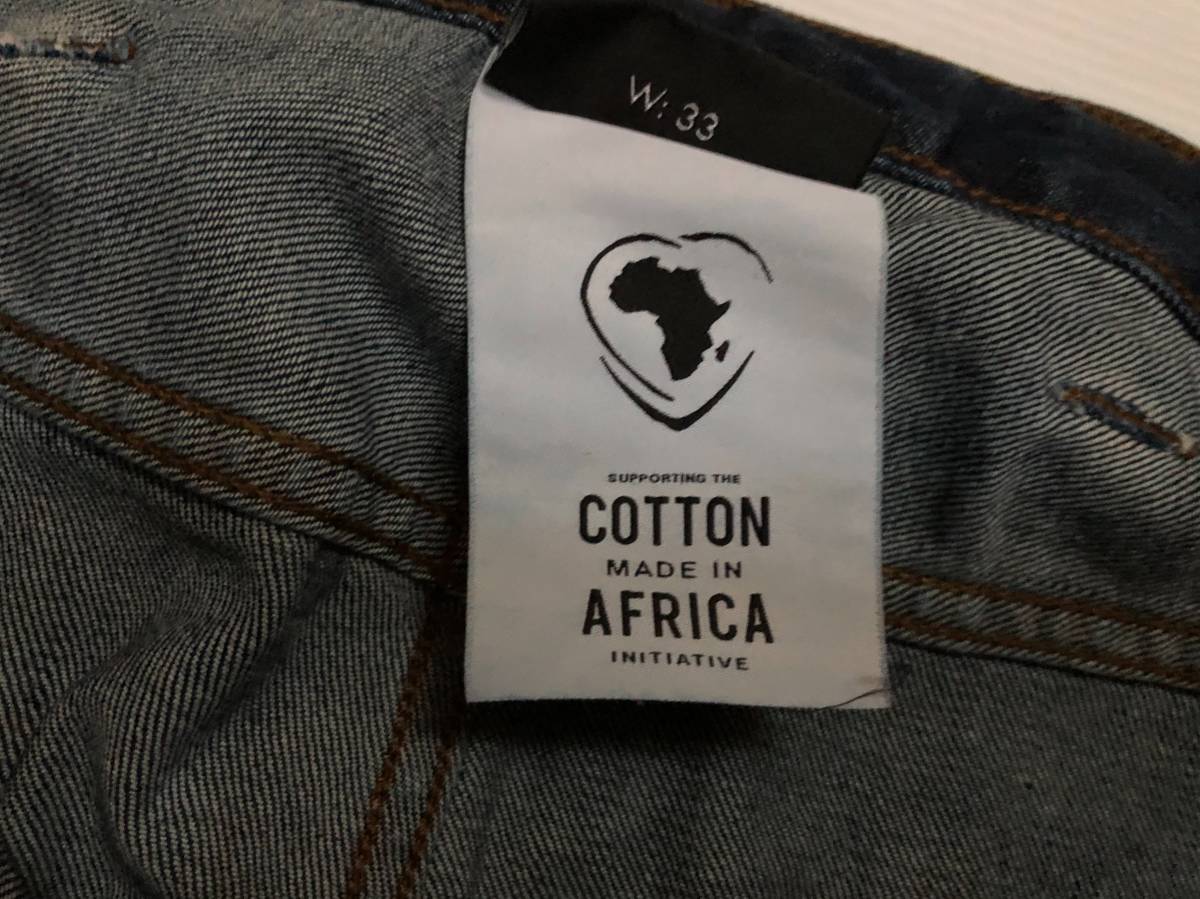 W: 33
SUPPORTING THE
COTTON
MADE IN
AFRICA
INITIATIVE